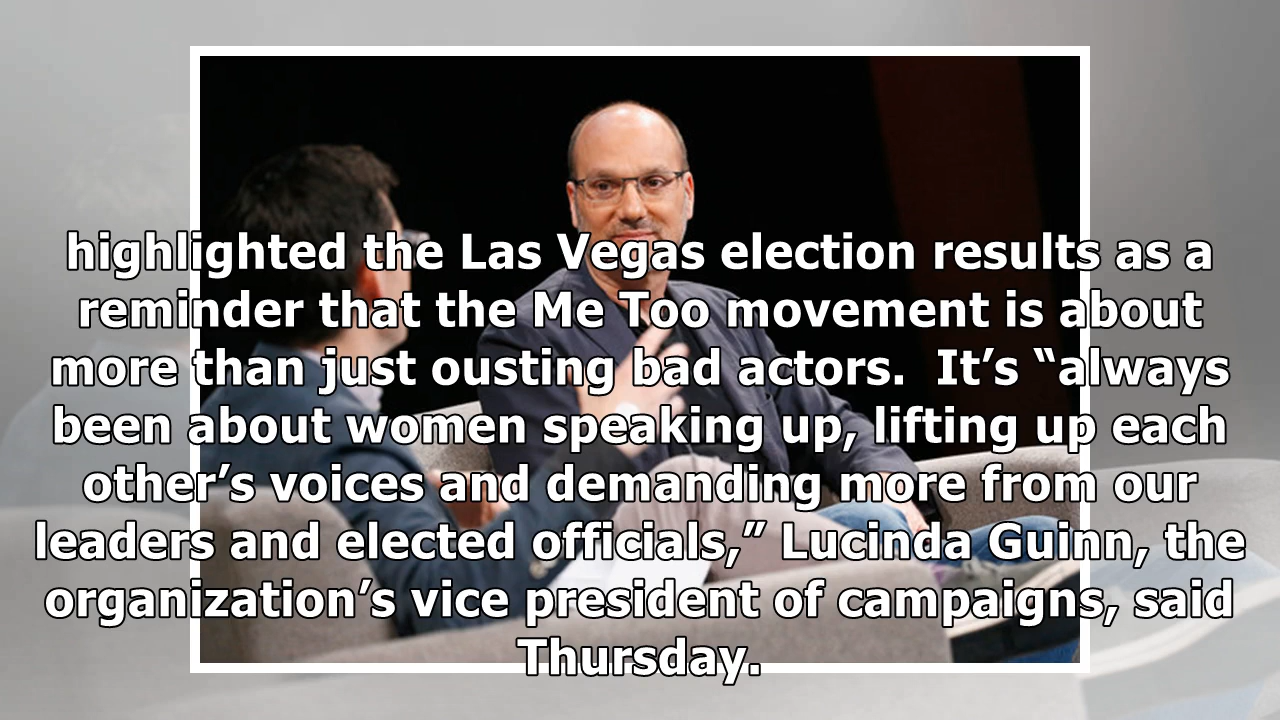 highlighted the Las Vegas election results as a
reminder that the Me Too movement is about
more than just ousting bad actors.  It’s “always
been about women speaking up, lifting up each
other’s voices and demanding more from our
leaders and elected officials,” Lucinda Guinn, the
organization’s vice president of campaigns, said
Thursday.